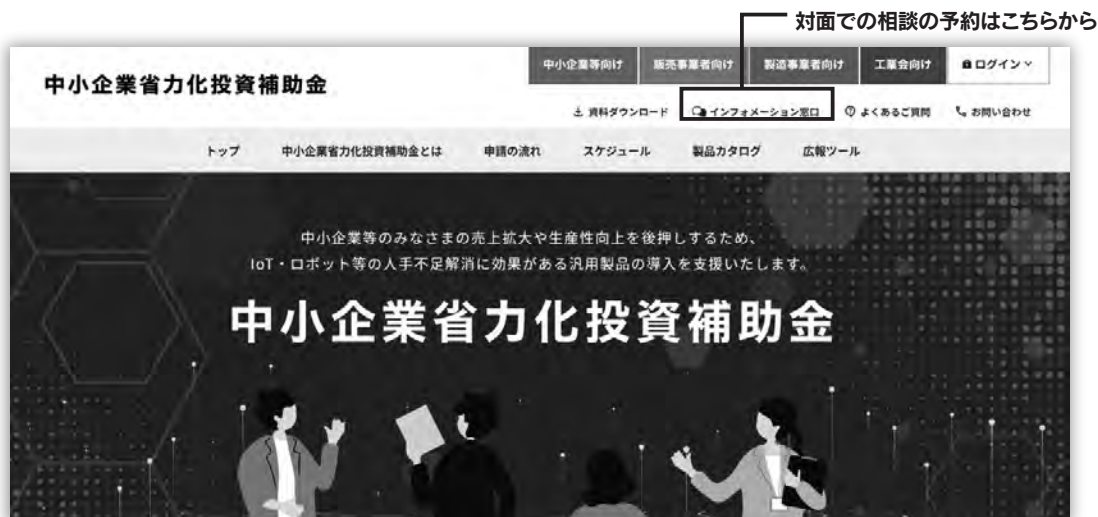 対面での相談の予約はこちらから
中小企業省力化投資補助金
中小企業等向け 販売事業者向け 製造事業者向け 工業会向け ログイン
資料ダウンロード インフォメーション窓口 よくあるご質問 お問い合わせ
トップ 中小企業省力化投資補助金とは 申請の流れ スケジュール 製品カタログ 広報ツール
中小企業等のみなさまの売上拡大や生産性向上を後押しするため、
IoT・ロボット等の人手不足解消に効果がある汎用製品の導入を支援いたします。
中小企業省力化投資補助金